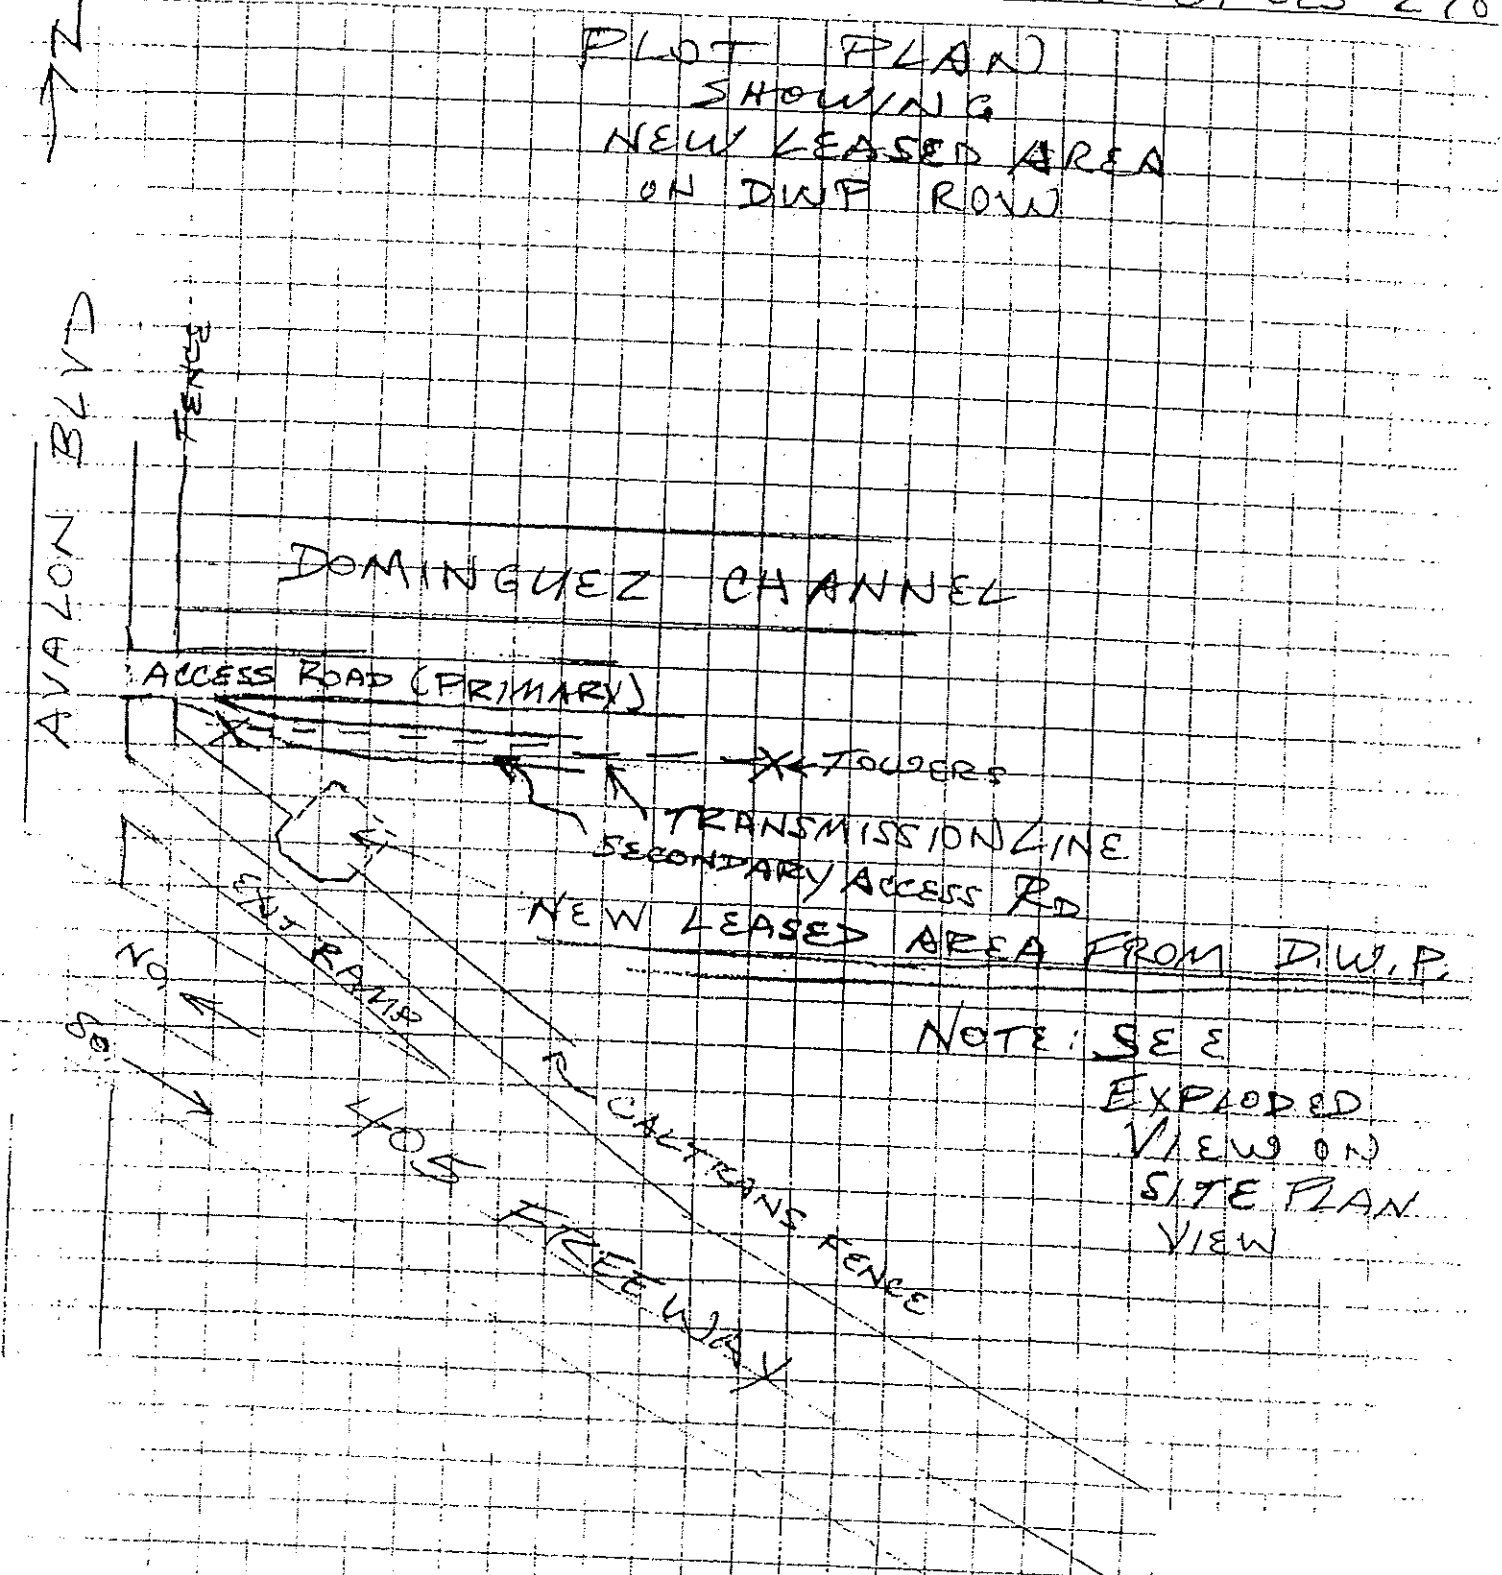 N
PLOT PLAN
SHOWING
NEW LEASED AREA
ON DWP ROW
AVALON BLVD
FENCE
DOMINGUEZ CHANNEL
ACCESS ROAD (PRIMARY)
TOWERS
TRANSMISSION LINE
SECONDARY ACCESS RD
NEW LEASED AREA FROM D.W.P.
RAMP
NO.
SO.
405 FREEWAY
CALTRANS FENCE
NOTE: SEE
EXPLODED
VIEW ON
SITE PLAN
VIEW